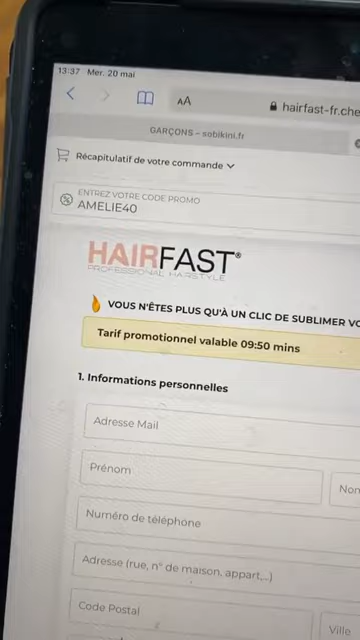 13:37 Mer. 20 mai
AA
hairfast-fr.che
GARÇONS – sobikini.fr
Récapitulatif de votre commande
ENTREZ VOTRE CODE PROMO
AMELIE40
HAIRFAST®
PROFESSIONAL HAIRSTYLE
VOUS N'ÊTES PLUS QU'À UN CLIC DE SUBLIMER VO
Tarif promotionnel valable 09:50 mins
1. Informations personnelles
Adresse Mail
Prénom
Nom
Numéro de téléphone
Adresse (rue, n° de maison, appart,..)
Code Postal
Ville